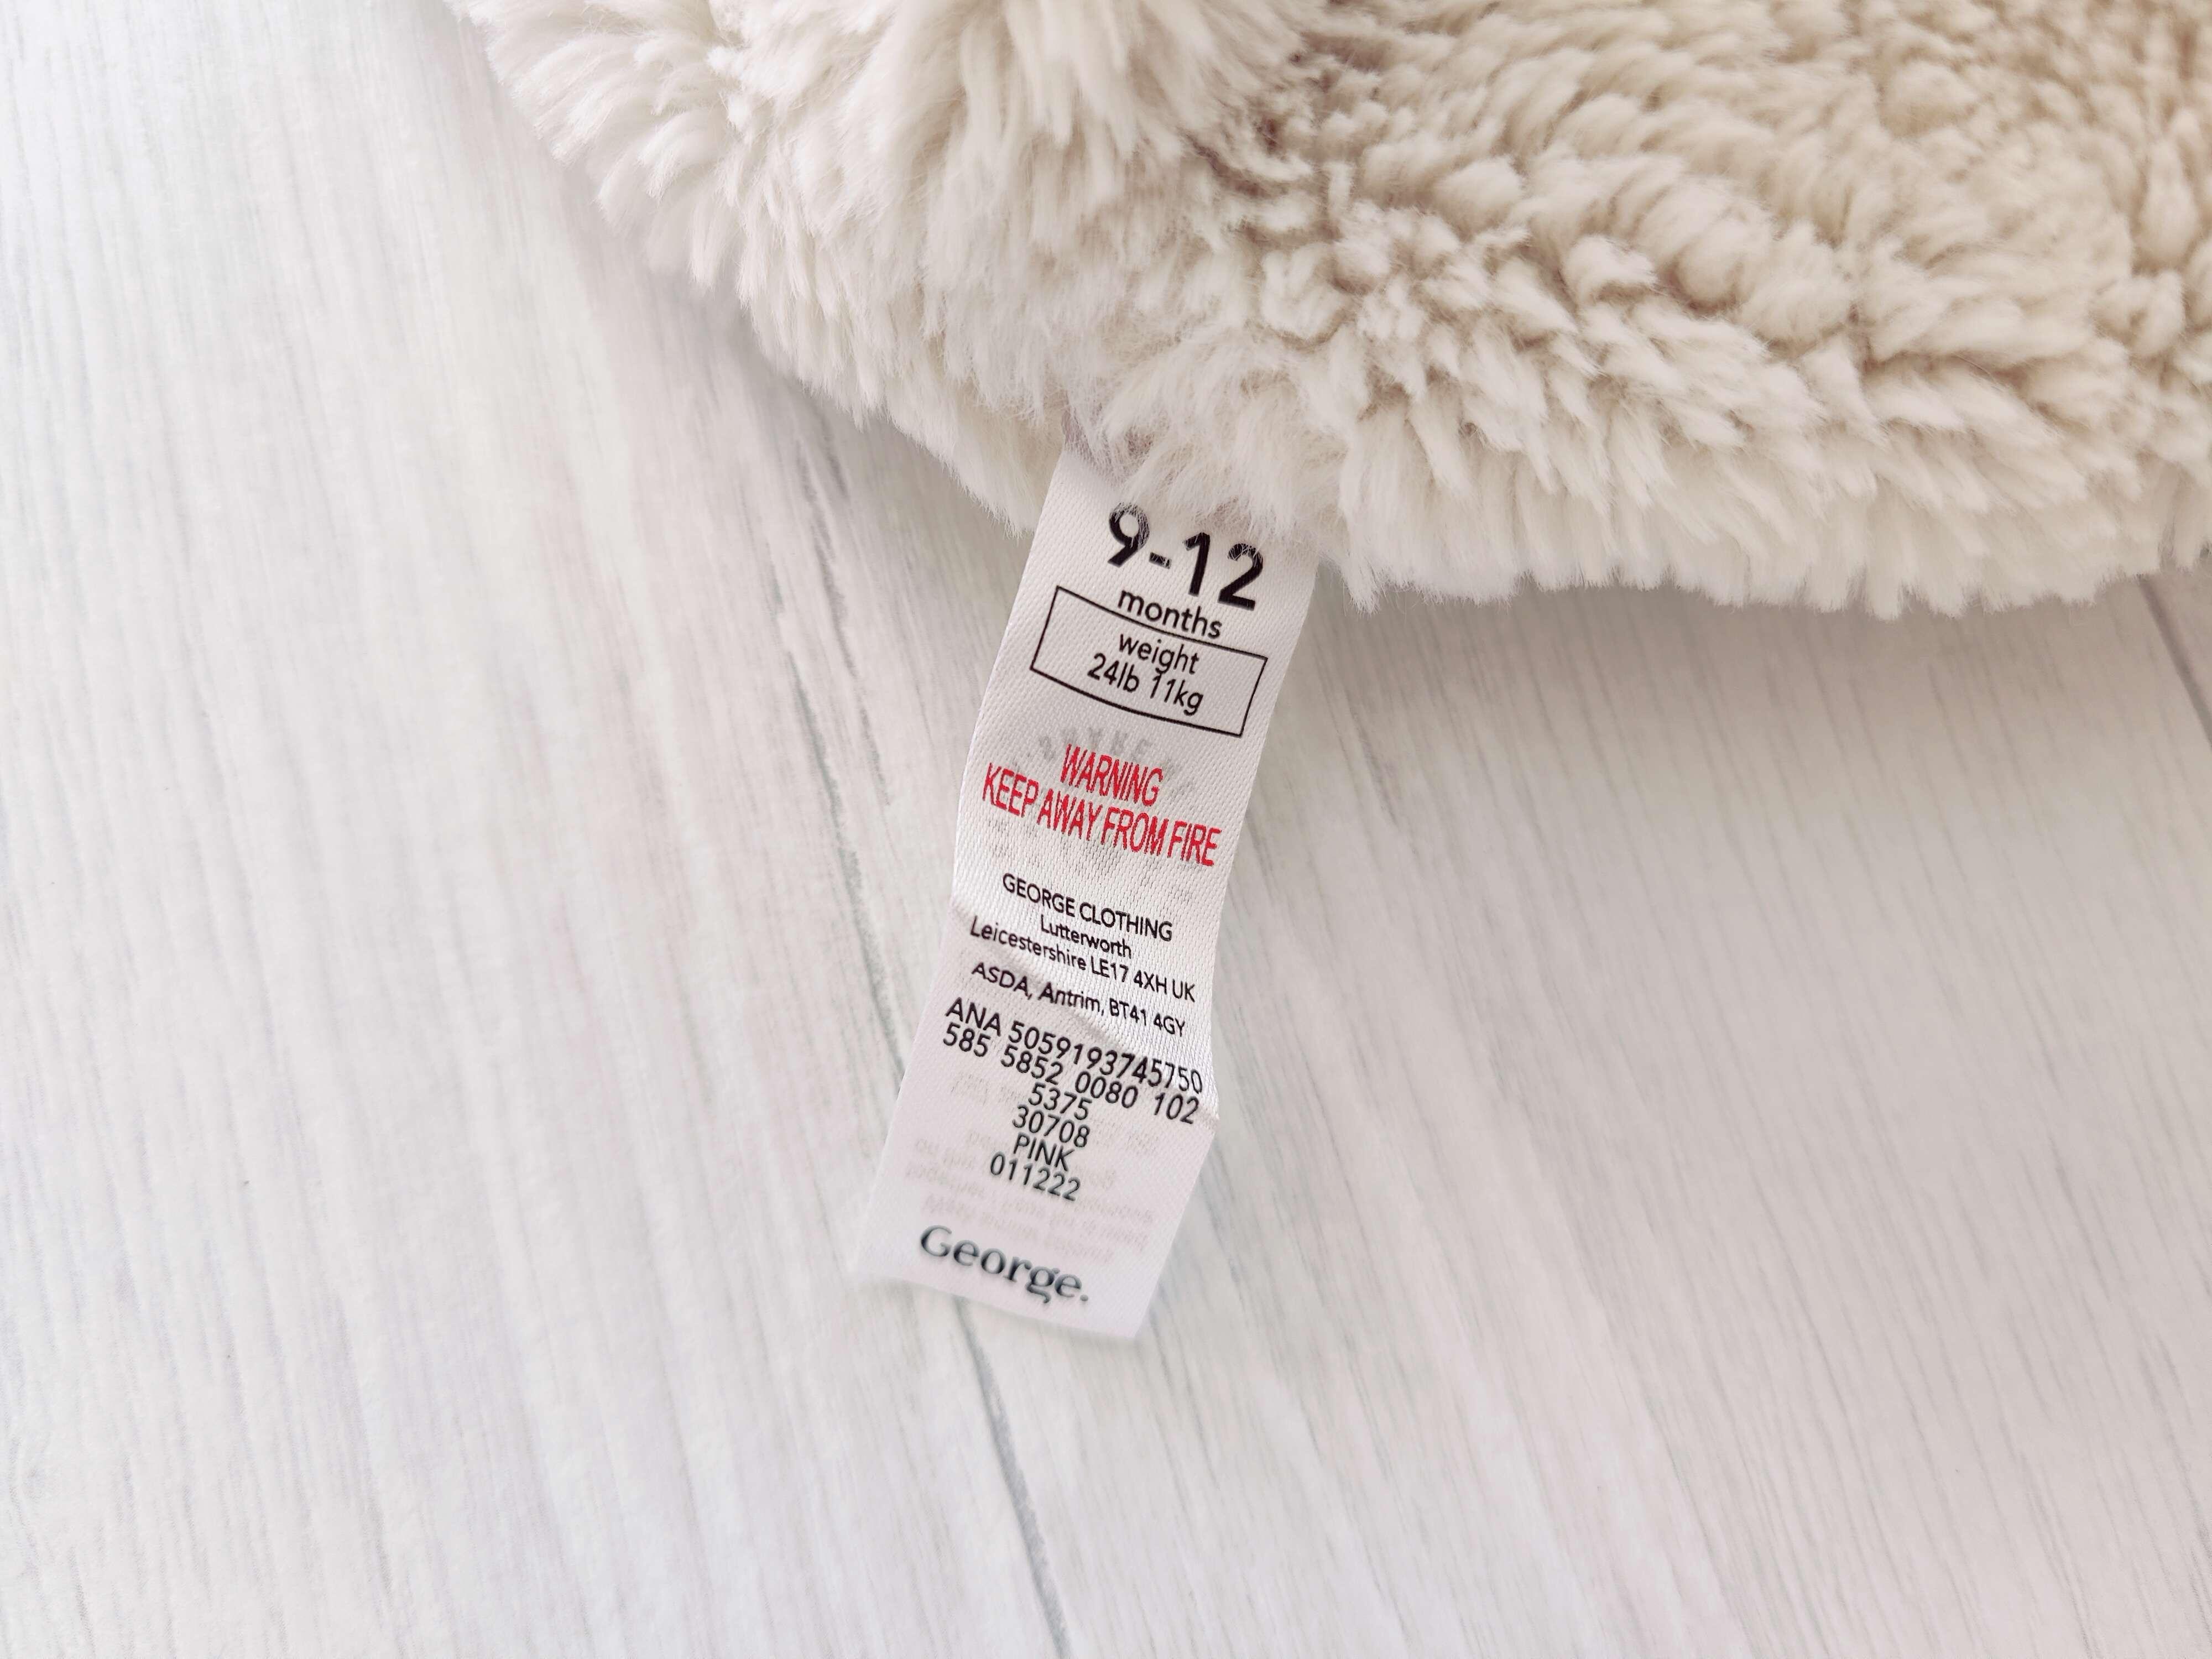 9-12
months
weight
24lb 11kg
WARNING
KEEP AWAY FROM FIRE
GEORGE CLOTHING
Lutterworth
Leicestershire LE17 4XH UK
ASDA, Antrim, BT41 4GY
ANA 5059193745750
585 5852 0080 102
5375
30708
PINK
011222
George.